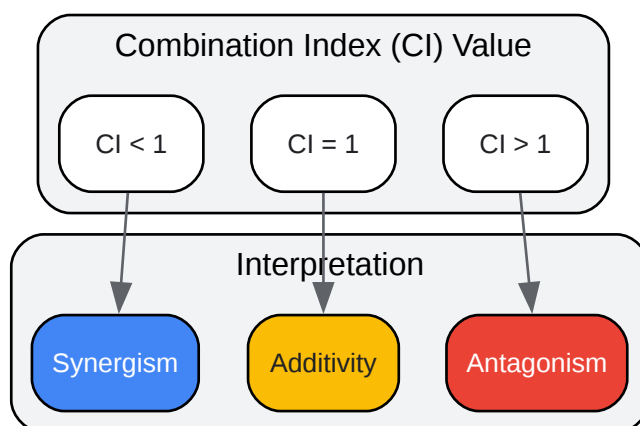 Combination Index (CI) Value
CI < 1
CI = 1
CI > 1
Interpretation
Synergism
Additivity
Antagonism